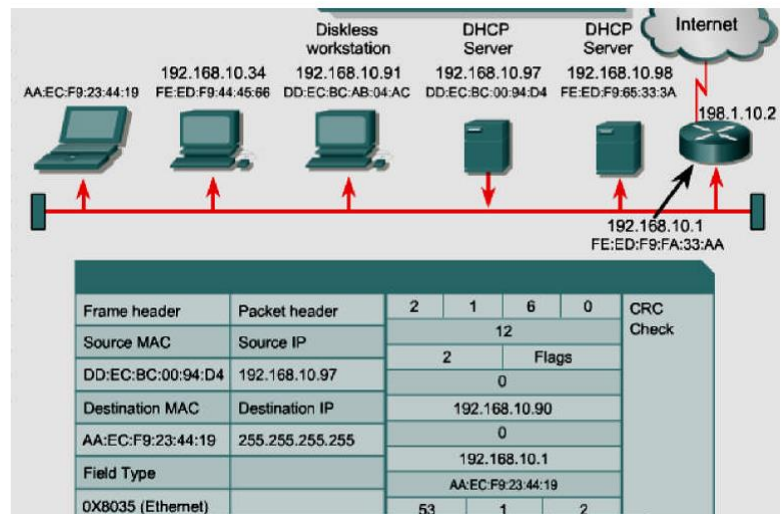 Diskless
workstation
DHCP
Server
DHCP
Server
Internet
AA:EC:F9:23:44:19
192.168.10.34
FE:ED:F9:44:45:66
192.168.10.91
DD:EC:BC:AB:04:AC
192.168.10.97
DD:EC:BC:00:94:D4
192.168.10.98
FE:ED:F9:65:33:3A
198.1.10.2
192.168.10.1
FE:ED:F9:FA:33:AA
Frame header Packet header 2 1 6 0 CRC
Check
Source MAC Source IP 12
2 Flags
DD:EC:BC:00:94:D4 192.168.10.97 0
Destination MAC Destination IP 192.168.10.90
AA:EC:F9:23:44:19 255.255.255.255 0
Field Type 192.168.10.1
AA:EC:F9:23:44:19
0X8035 (Ethernet) 53 1 2